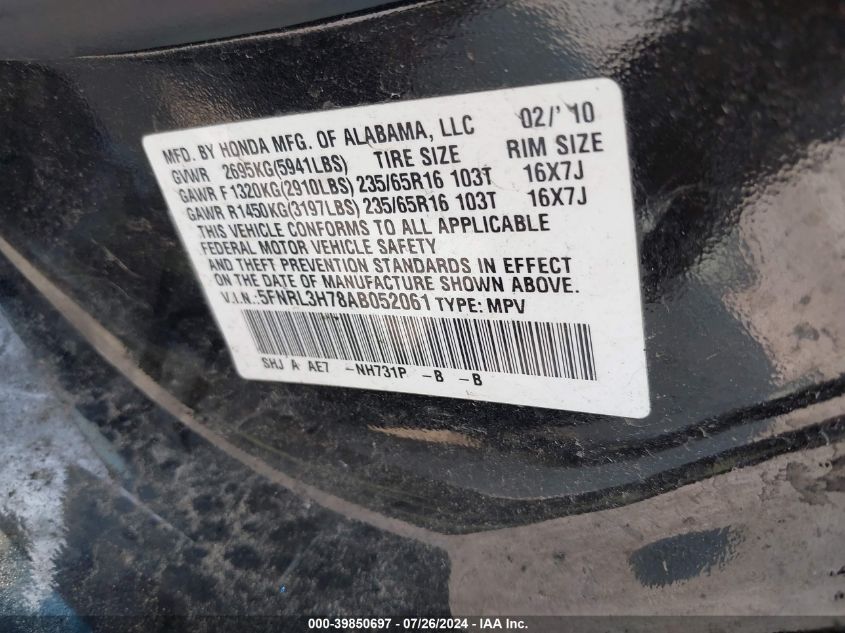 MFD. BY HONDA MFG. OF ALABAMA, LLC 02/' 10
GVWR 2695KG(5941LBS) TIRE SIZE RIM SIZE
GAWR F1320KG(2910LBS) 235/65R16 103T 16X7J
GAWR R1450KG(3197LBS) 235/65R16 103T 16X7J
THIS VEHICLE CONFORMS TO ALL APPLICABLE
FEDERAL MOTOR VEHICLE SAFETY
AND THEFT PREVENTION STANDARDS IN EFFECT
ON THE DATE OF MANUFACTURE SHOWN ABOVE.
V.I.N.:5FNRL3H78AB052061 TYPE: MPV
SHJ A AE7 -NH731P -B -B
000-39850697 - 07/26/2024 - IAA Inc.